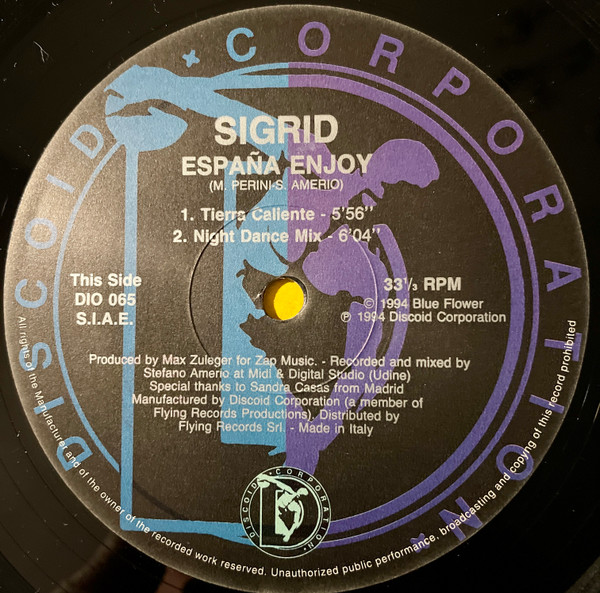 DISCOID * CORPORATION *
SIGRID
ESPAÑA ENJOY
(M. PERINI-S. AMERIO)
1. Tierra Caliente - 5'56''
2. Night Dance Mix - 6'04''
This Side
DIO 065
S.I.A.E.
33⅓ RPM
© 1994 Blue Flower
℗ 1994 Discoid Corporation
Produced by Max Zuleger for Zap Music. - Recorded and mixed by
Stefano Amerio at Midi & Digital Studio (Udine)
Special thanks to Sandra Casas from Madrid
Manufactured by Discoid Corporation (a member of
Flying Records Productions). Distributed by
Flying Records Srl. - Made in Italy
DISCOID * CORPORATION *
All rights of the Manufacturer and of the owner of the recorded work reserved. Unauthorized public performance, broadcasting and copyng of this record prohibited